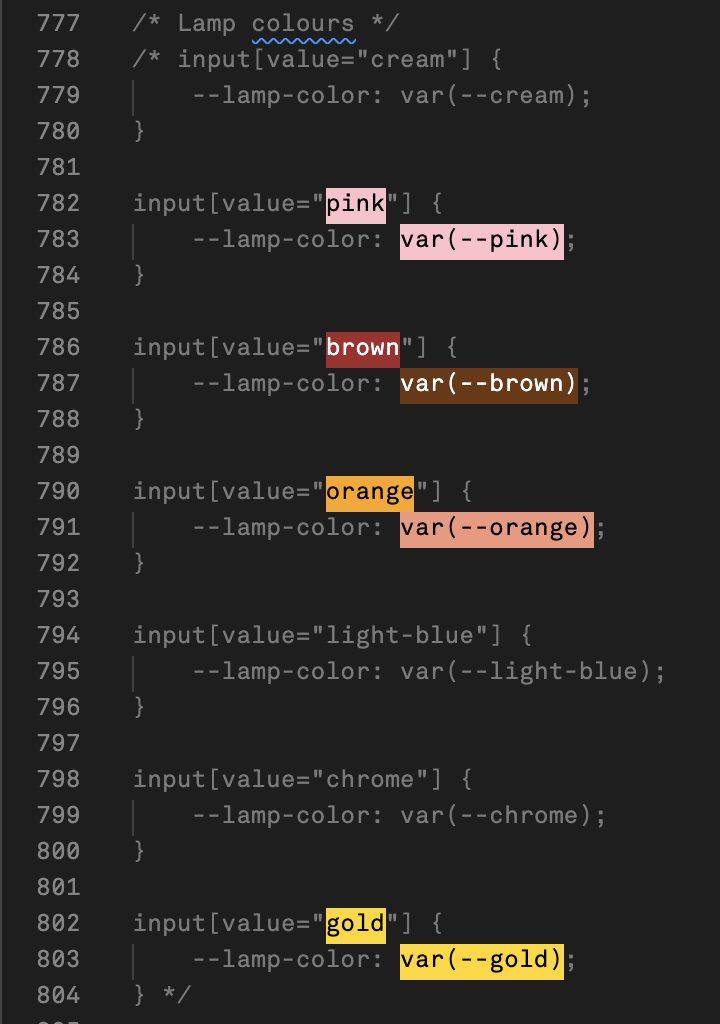 777 /* Lamp colours */
778 /* input[value="cream"] {
779     --lamp-color: var(--cream);
780 }
781
782 input[value="pink"] {
783     --lamp-color: var(--pink);
784 }
785
786 input[value="brown"] {
787     --lamp-color: var(--brown);
788 }
789
790 input[value="orange"] {
791     --lamp-color: var(--orange);
792 }
793
794 input[value="light-blue"] {
795     --lamp-color: var(--light-blue);
796 }
797
798 input[value="chrome"] {
799     --lamp-color: var(--chrome);
800 }
801
802 input[value="gold"] {
803     --lamp-color: var(--gold);
804 } */